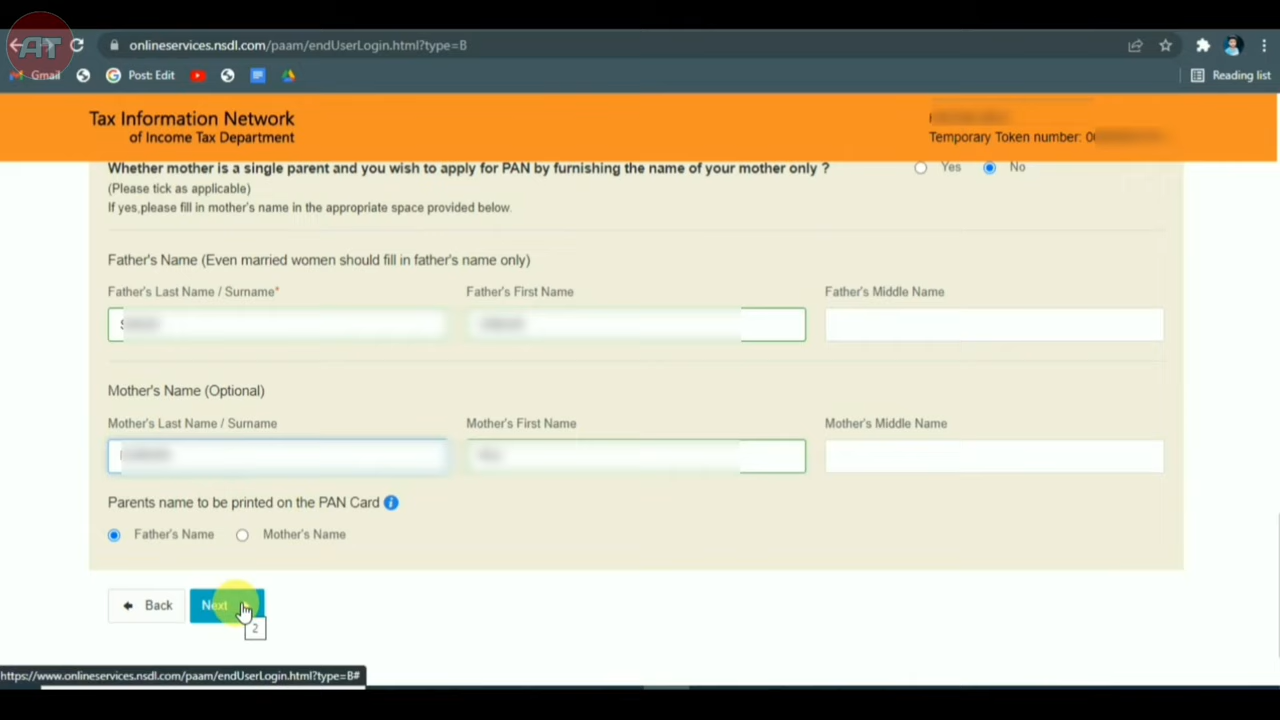 AT
onlineservices.nsdl.com/paam/endUserLogin.html?type=B
Gmail
Post: Edit
Reading list
Tax Information Network
of Income Tax Department
Temporary Token number: 0
Whether mother is a single parent and you wish to apply for PAN by furnishing the name of your mother only ?
Yes
No
(Please tick as applicable)
If yes,please fill in mother's name in the appropriate space provided below.
Father's Name (Even married women should fill in father's name only)
Father's Last Name / Surname*
Father's First Name
Father's Middle Name
Mother's Name (Optional)
Mother's Last Name / Surname
Mother's First Name
Mother's Middle Name
Parents name to be printed on the PAN Card
Father's Name
Mother's Name
Back
Next
2
https://www.onlineservices.nsdl.com/paam/endUserLogin.html?type=B#